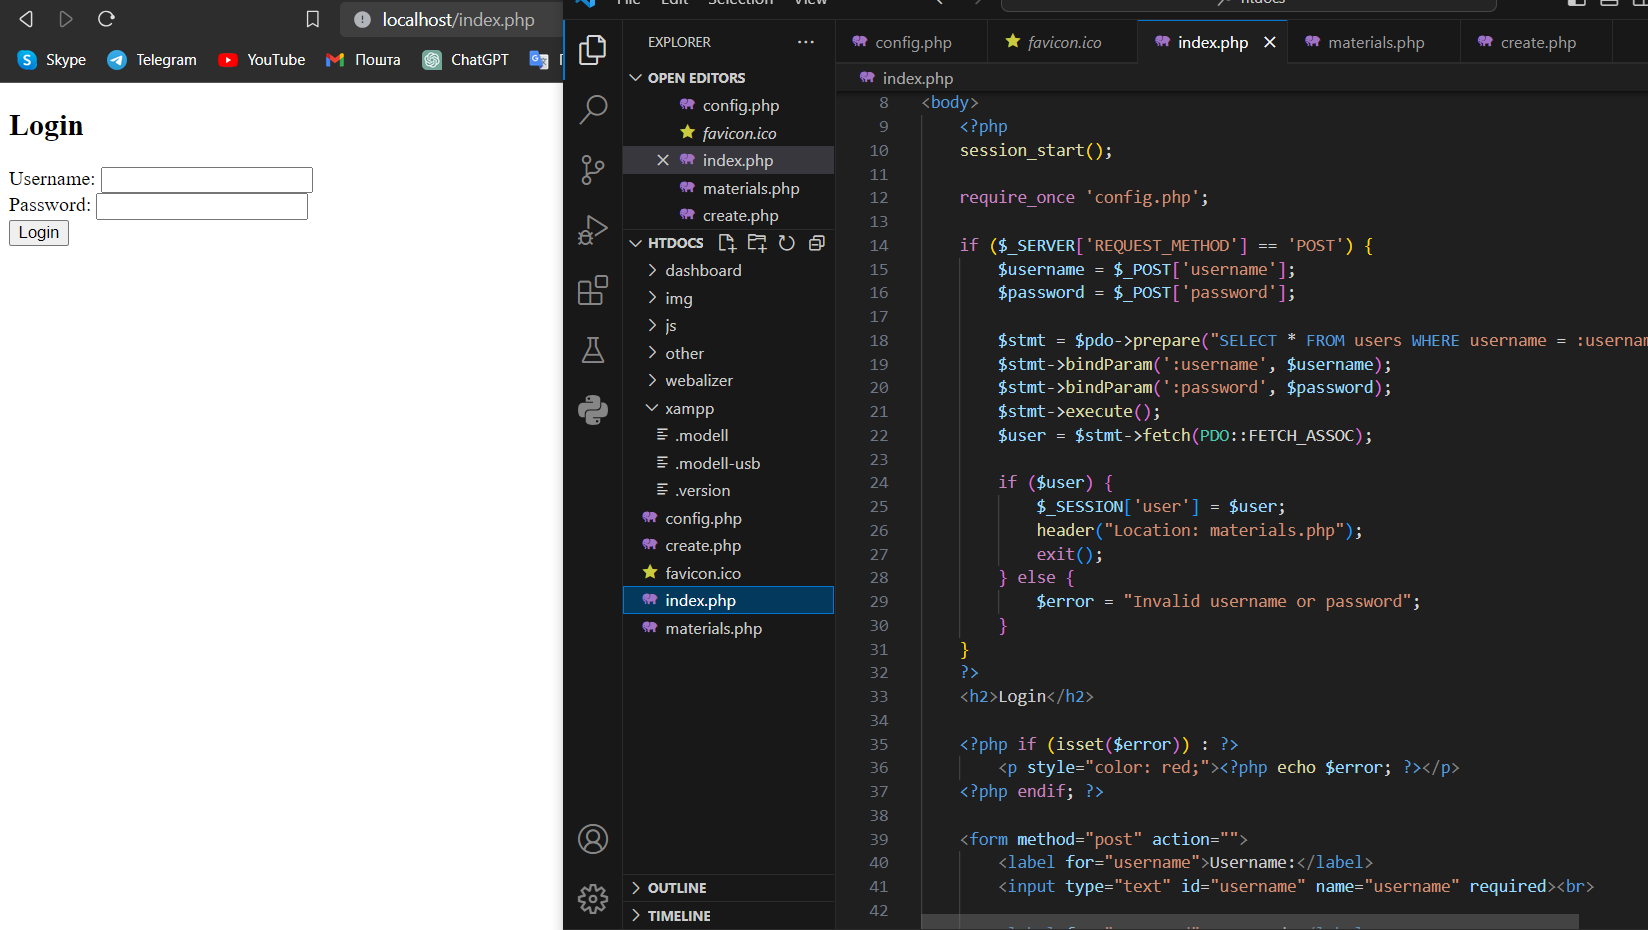 localhost/index.php
Skype Telegram YouTube Пошта ChatGPT
Login
Username:
Password:
Login
Selection
EXPLORER
OPEN EDITORS
config.php
favicon.ico
index.php
materials.php
create.php
HTDOCS
dashboard
img
js
other
webalizer
xampp
.modell
.modell-usb
.version
config.php
create.php
favicon.ico
index.php
materials.php
OUTLINE
TIMELINE
config.php favicon.ico index.php materials.php create.php
index.php
8 <body>
9 <?php
10 session_start();
11
12 require_once 'config.php';
13
14 if ($_SERVER['REQUEST_METHOD'] == 'POST') {
15 $username = $_POST['username'];
16 $password = $_POST['password'];
17
18 $stmt = $pdo->prepare("SELECT * FROM users WHERE username = :usernam
19 $stmt->bindParam(':username', $username);
20 $stmt->bindParam(':password', $password);
21 $stmt->execute();
22 $user = $stmt->fetch(PDO::FETCH_ASSOC);
23
24 if ($user) {
25 $_SESSION['user'] = $user;
26 header("Location: materials.php");
27 exit();
28 } else {
29 $error = "Invalid username or password";
30 }
31 }
32 ?>
33 <h2>Login</h2>
34
35 <?php if (isset($error)) : ?>
36 <p style="color: red;"><?php echo $error; ?></p>
37 <?php endif; ?>
38
39 <form method="post" action="">
40 <label for="username">Username:</label>
41 <input type="text" id="username" name="username" required><br>
42